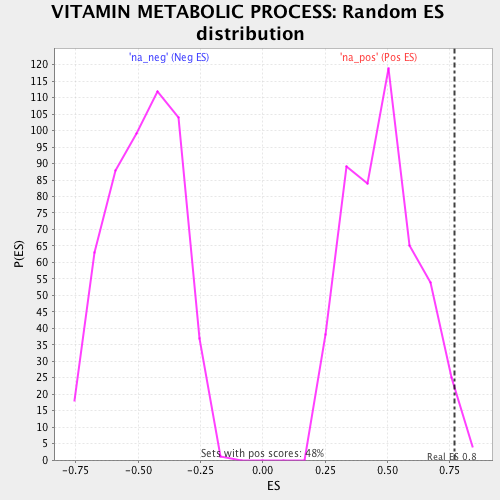 VITAMIN METABOLIC PROCESS: Random ES
distribution
'na_neg' (Neg ES)
'na_pos' (Pos ES)
120
115
110
105
100
95
90
85
80
75
70
65
60
55
50
45
40
35
30
25
20
15
10
5
0
P(ES)
Sets with pos scores: 48%
Real ES 0.8
-0.75 -0.50 -0.25 0.00 0.25 0.50 0.75
ES